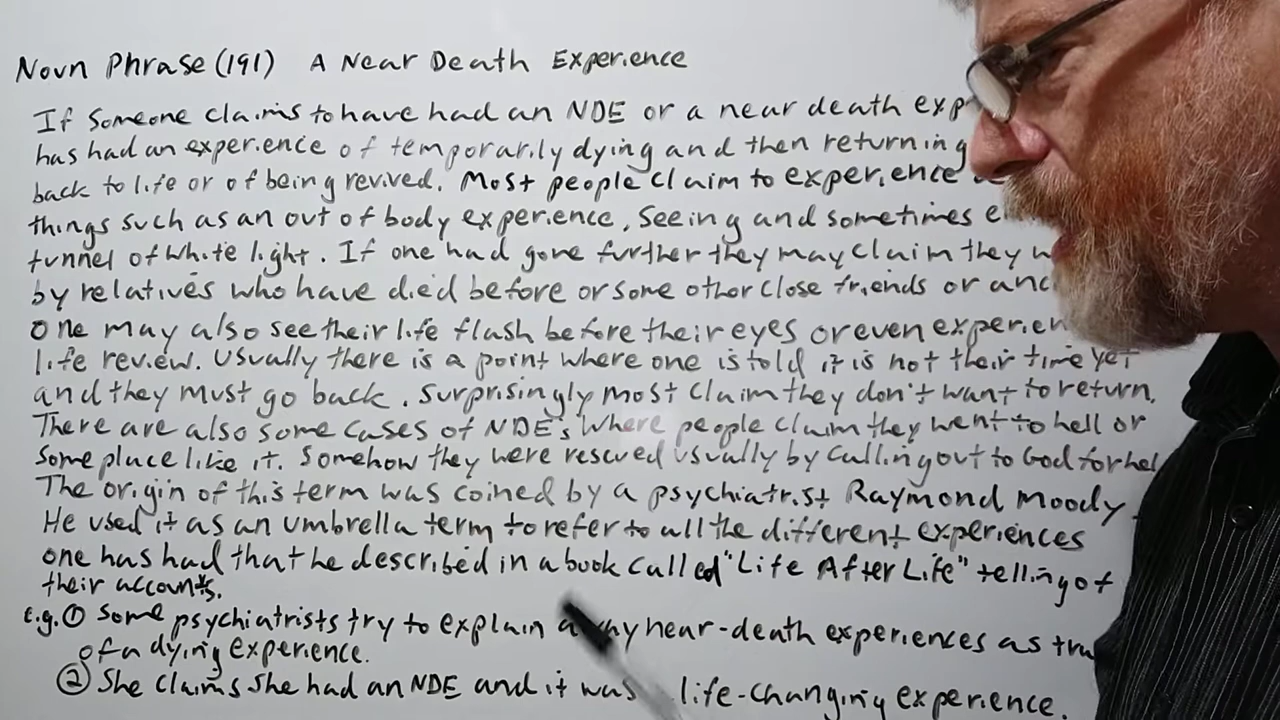 Noun Phrase (191) A Near Death Experience
If Someone claims to have had an NDE or a near death exp
has had an experience of temporarily dying and then returning
back to life or of being revived. Most people claim to experience
things such as an out of body experience, Seeing and sometimes e
tunnel of white light. If one had gone further they may claim they w
by relatives who have died before or some other close friends or anc
one may also see their life flash before their eyes or even experien
life review. Usually there is a point where one is told it is not their time yet
and they must go back. Surprisingly most claim they don't want to return.
There are also some cases of NDE's where people claim they went to hell or
some place like it. Somehow they were rescued usually by calling out to God for hel
The origin of this term was coined by a psychiatrist Raymond Moody.
He used it as an umbrella term to refer to all the different experiences
one has had that he described in a book called "Life After Life" telling of
their accounts.
E.g. ① Some psychiatrists try to explain away near-death experiences as tra
of a dying experience.
② She claims she had an NDE and it was life-changing experience.